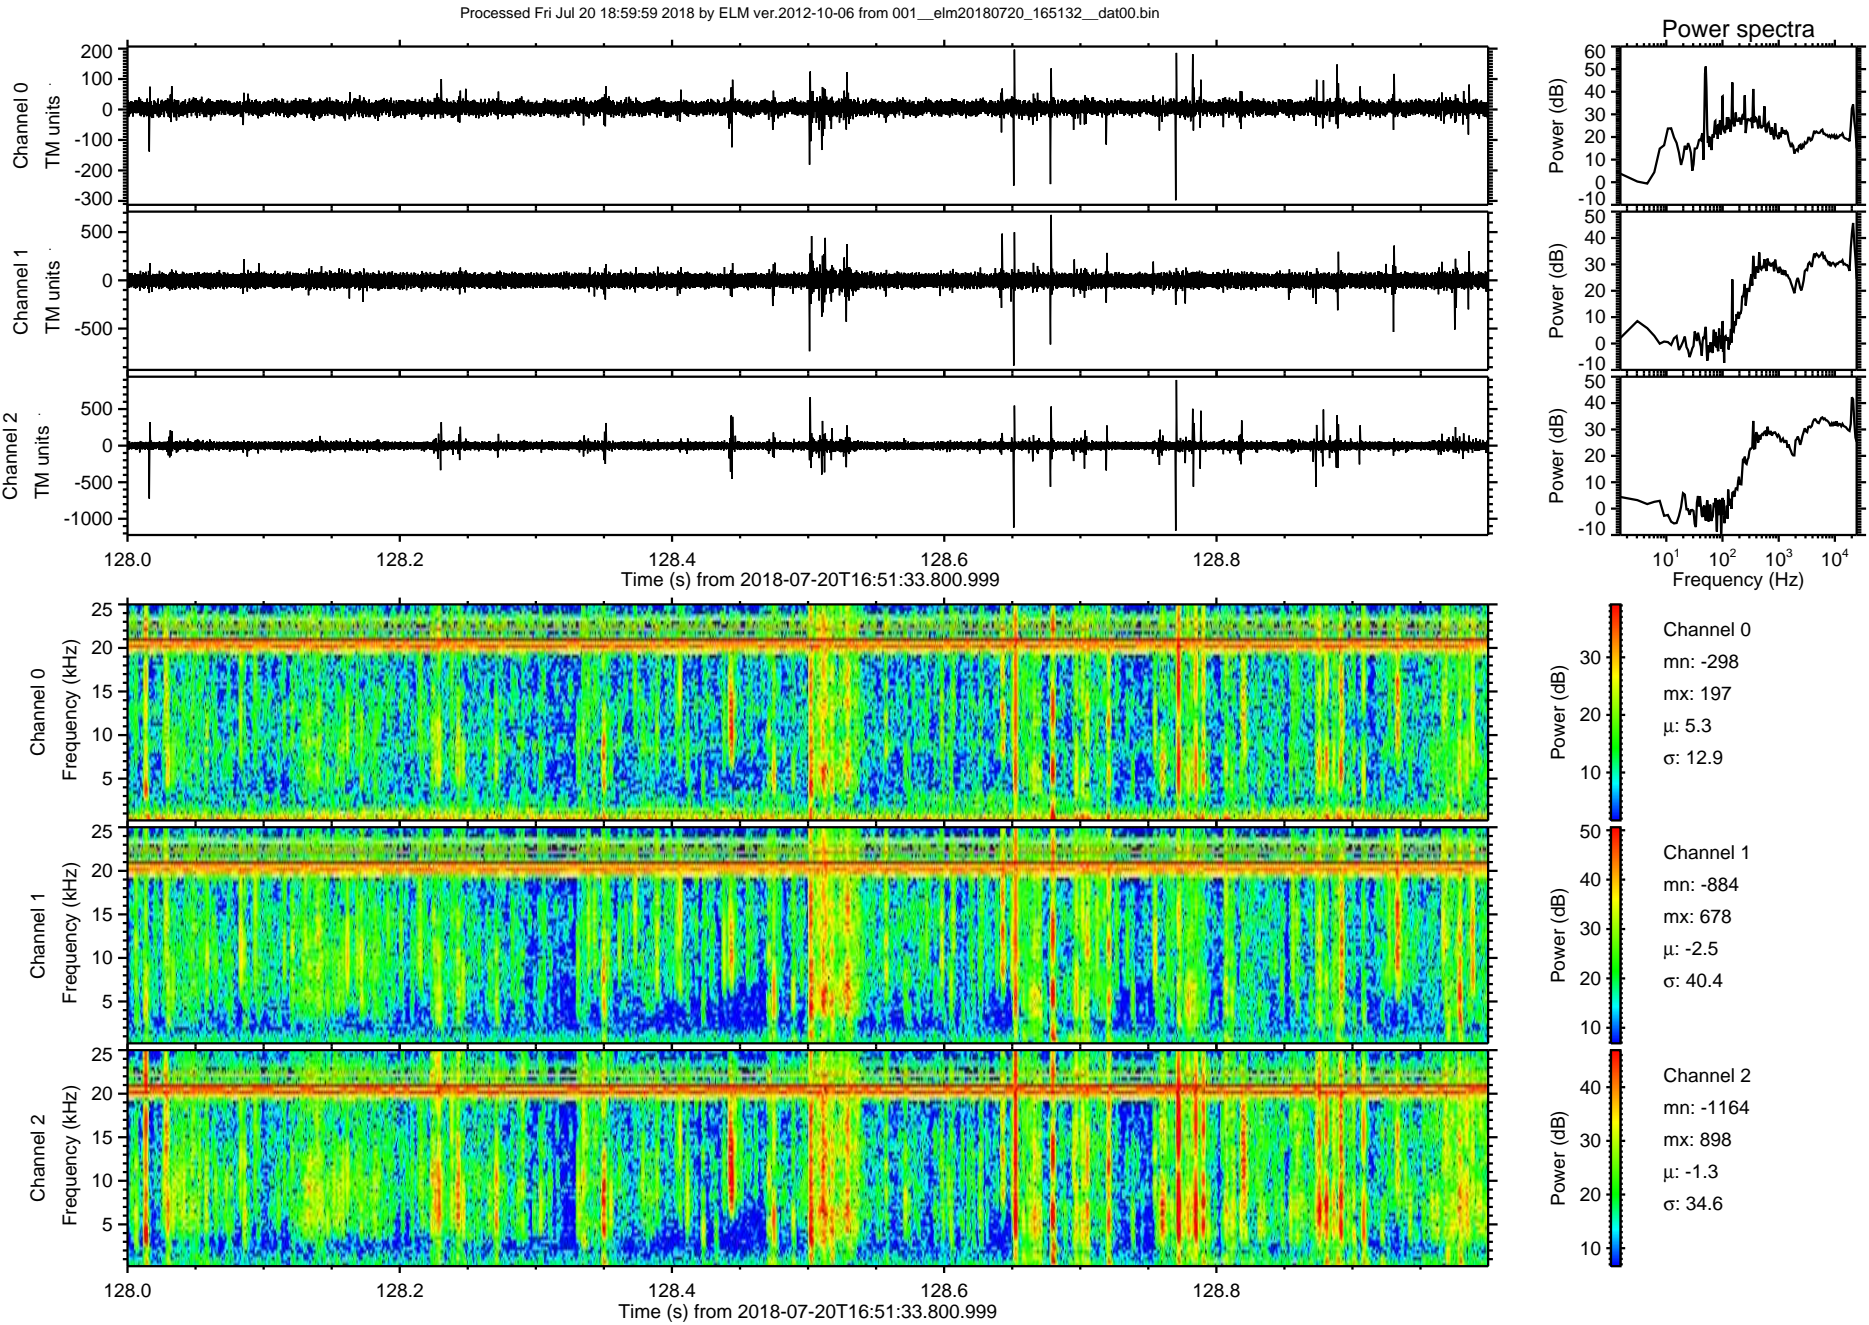 Processed Fri Jul 20 18:59:59 2018 by ELM ver.2012-10-06 from 001__elm20180720_165132__dat00.bin
Power spectra
Channel 0
TM units
200
100
0
-100
-200
-300
Power (dB)
60
50
40
30
20
10
0
-10
Channel 1
TM units
500
0
-500
Power (dB)
50
40
30
20
10
0
-10
Channel 2
TM units
500
0
-500
-1000
Power (dB)
50
40
30
20
10
0
-10
128.0 128.2 128.4 128.6 128.8
Time (s) from 2018-07-20T16:51:33.800.999
10¹ 10² 10³ 10⁴
Frequency (Hz)
Channel 0
Frequency (kHz)
25
20
15
10
5
Power (dB)
30
20
10
Channel 0
mn: -298
mx: 197
μ: 5.3
σ: 12.9
Channel 1
Frequency (kHz)
25
20
15
10
5
Power (dB)
50
40
30
20
10
Channel 1
mn: -884
mx: 678
μ: -2.5
σ: 40.4
Channel 2
Frequency (kHz)
25
20
15
10
5
Power (dB)
40
30
20
10
Channel 2
mn: -1164
mx: 898
μ: -1.3
σ: 34.6
128.0 128.2 128.4 128.6 128.8
Time (s) from 2018-07-20T16:51:33.800.999